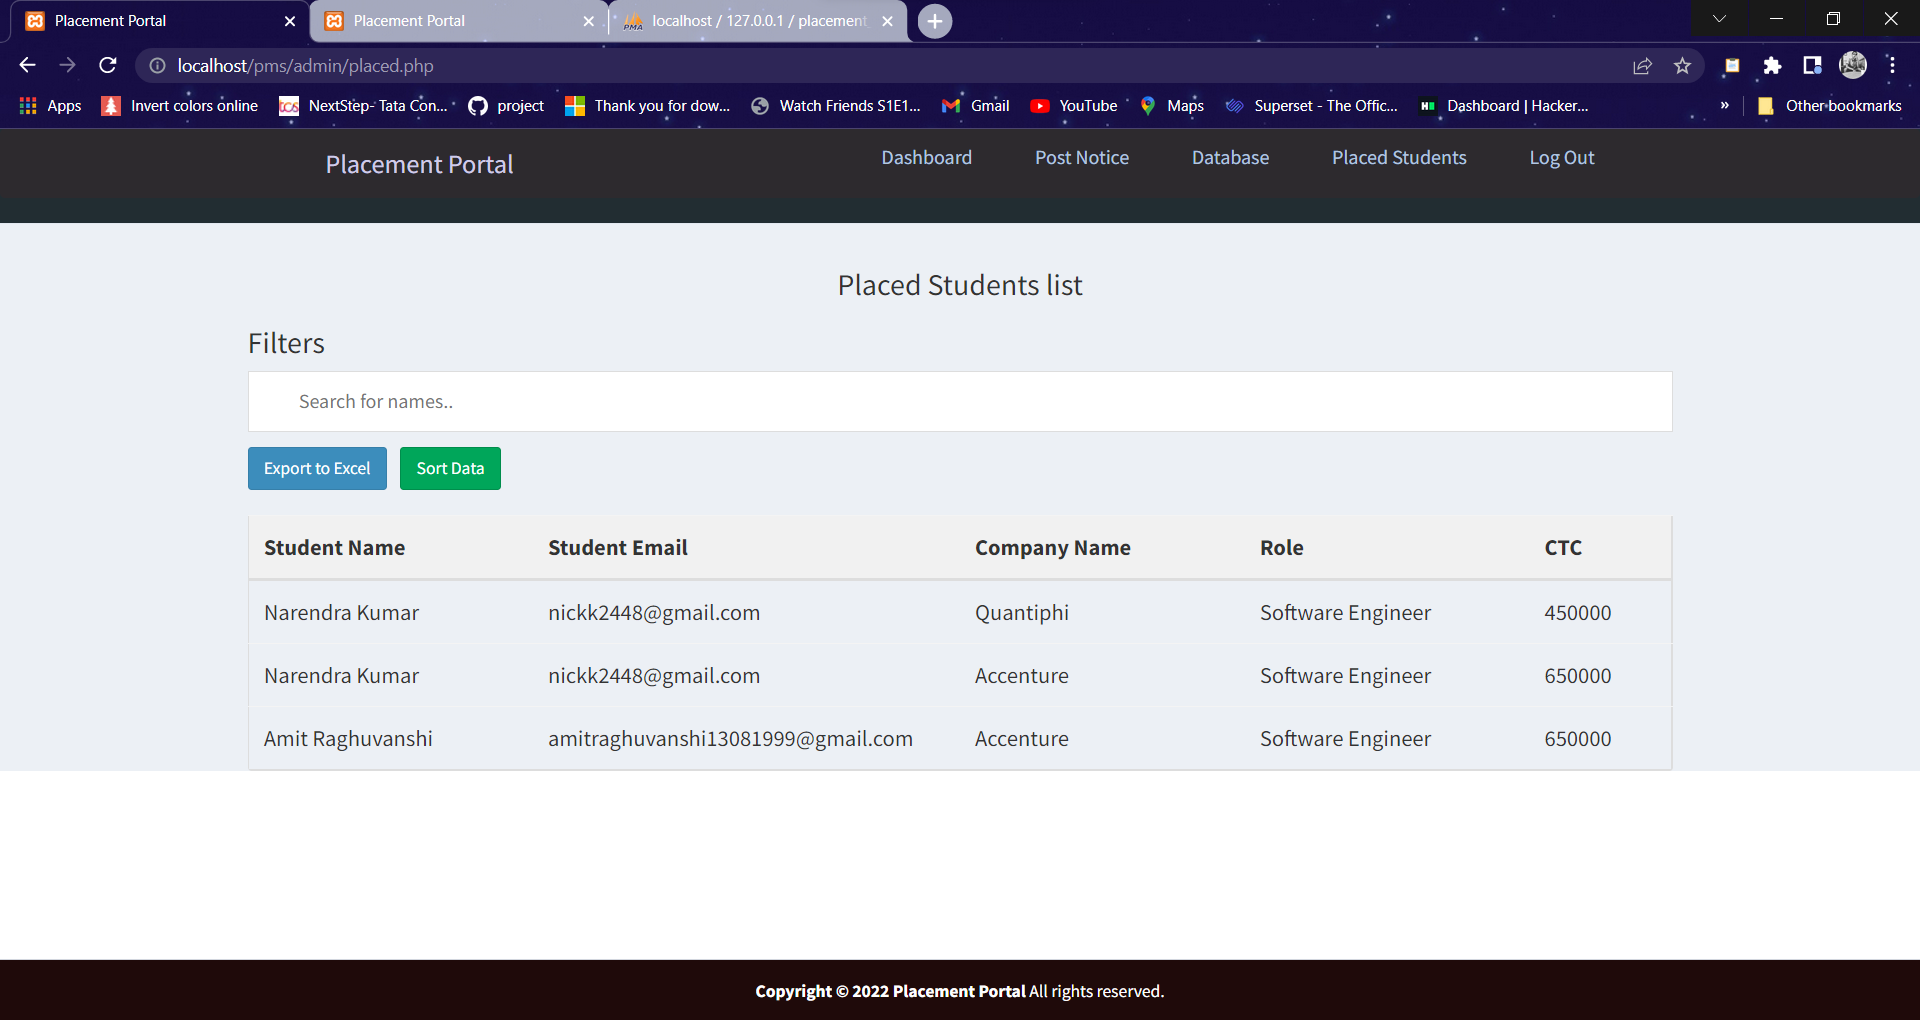 Placement Portal
Placement Portal
localhost / 127.0.0.1 / placement
localhost/pms/admin/placed.php
Apps Invert colors online NextStep- Tata Con... project Thank you for dow... Watch Friends S1E1... Gmail YouTube Maps Superset - The Offic... Dashboard | Hacker... » Other bookmarks
Placement Portal Dashboard Post Notice Database Placed Students Log Out
Placed Students list
Filters
Search for names..
Export to Excel Sort Data
Student Name Student Email Company Name Role CTC
Narendra Kumar nickk2448@gmail.com Quantiphi Software Engineer 450000
Narendra Kumar nickk2448@gmail.com Accenture Software Engineer 650000
Amit Raghuvanshi amitraghuvanshi13081999@gmail.com Accenture Software Engineer 650000
Copyright © 2022 Placement Portal All rights reserved.